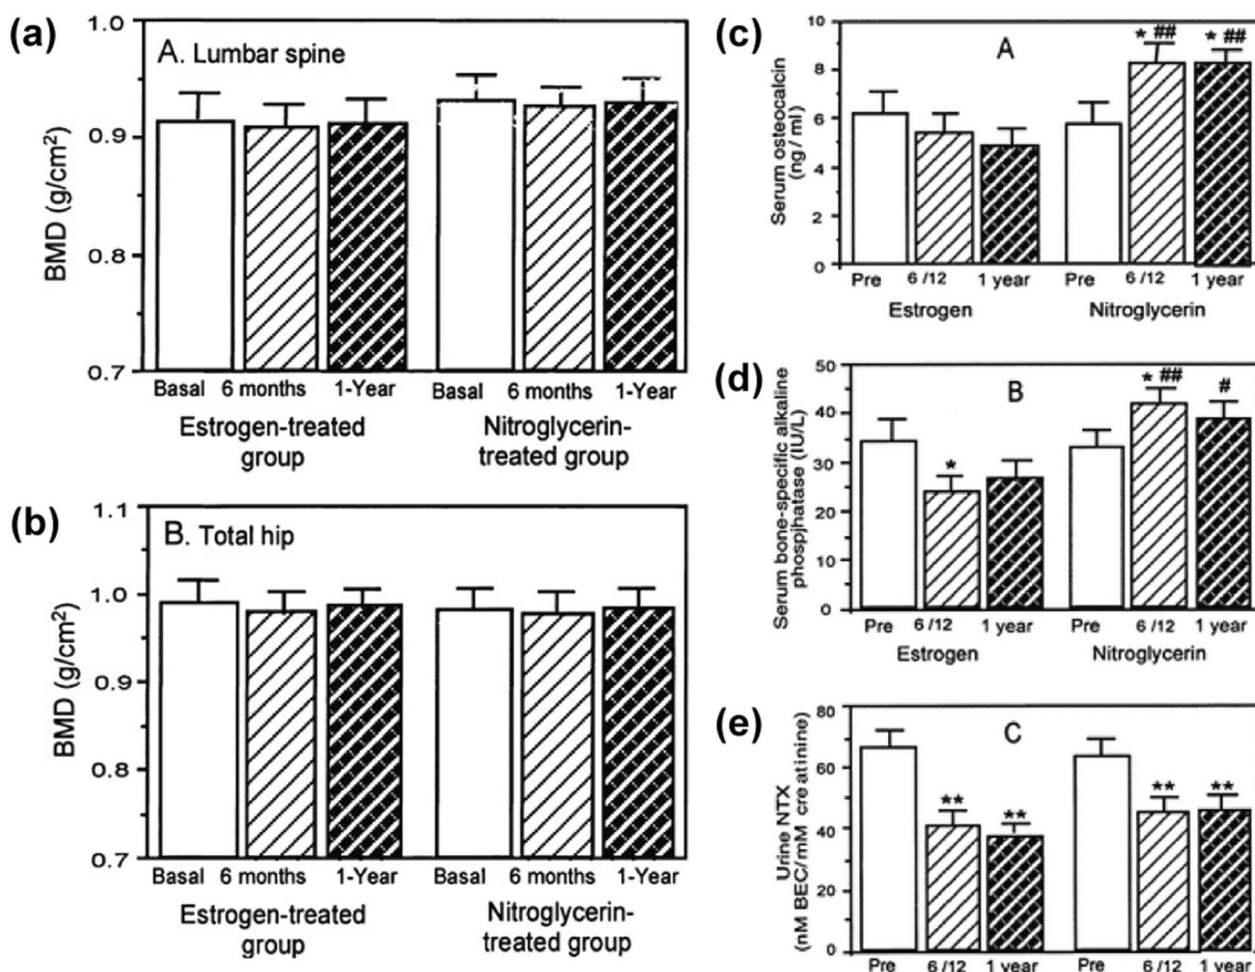 (a)
1.0
A. Lumbar spine
0.9
BMD (g/cm²)
0.8
0.7
Basal 6 months 1-Year Basal 6 months 1-Year
Estrogen-treated group
Nitroglycerin-treated group
(b)
1.1
B. Total hip
1.0
BMD (g/cm²)
0.9
0.8
0.7
Basal 6 months 1-Year Basal 6 months 1-Year
Estrogen-treated group
Nitroglycerin-treated group
(c)
A
10
8
6
4
2
0
Serum osteocalcin
(ng / ml)
* ## * ##
Pre 6 /12 1 year Pre 6 /12 1 year
Estrogen Nitroglycerin
(d)
B
50
40
30
20
10
0
Serum bone-specific alkaline
phospjhatase (IU/L)
* * ## #
Pre 6 /12 1 year Pre 6 /12 1 year
Estrogen Nitroglycerin
(e)
C
80
60
40
20
0
Urine NTX
(nM BEC/mM creatinine)
** ** ** **
Pre 6 /12 1 year Pre 6 /12 1 year